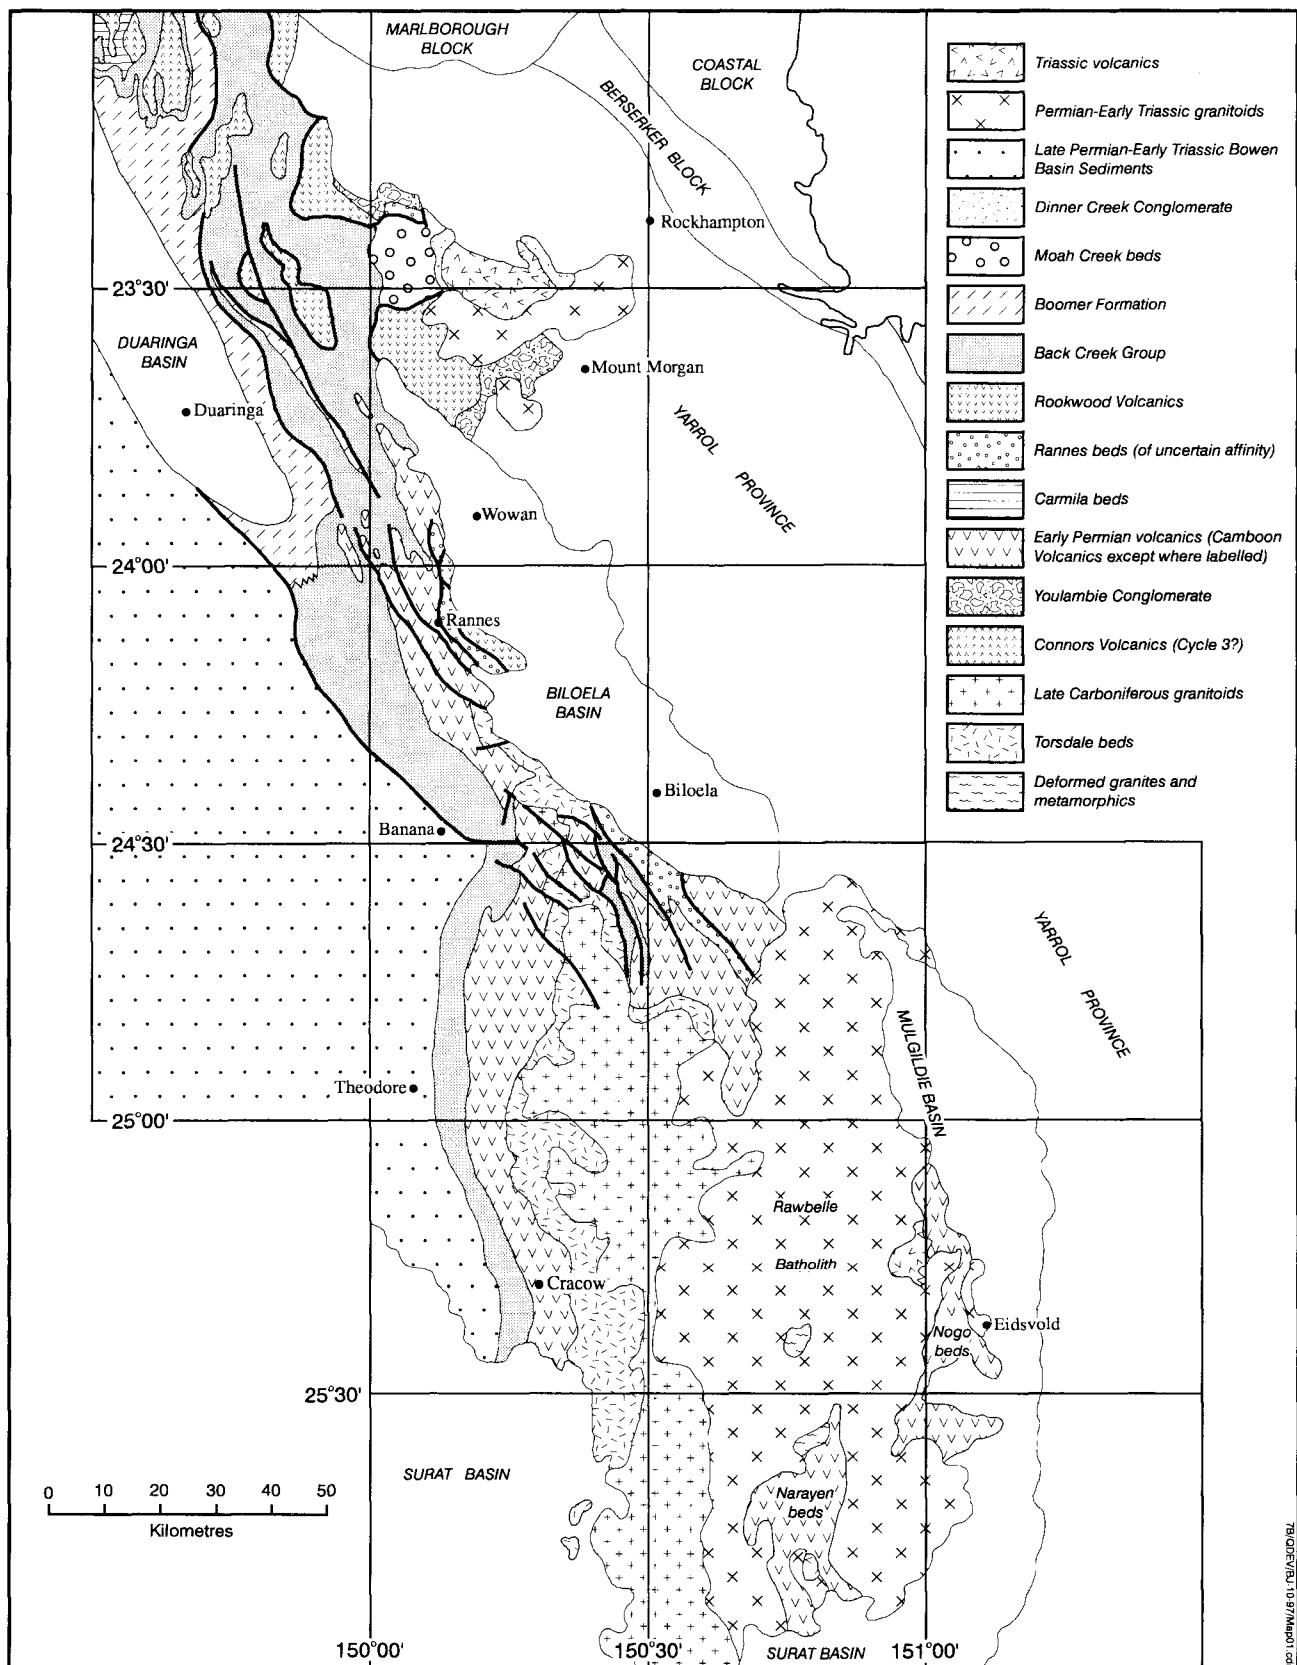 MARLBOROUGH
BLOCK
COASTAL
BLOCK
BERSERKER BLOCK
Rockhampton
23°30'
DUARINGA
BASIN
Duaringa
Mount Morgan
YARROL
PROVINCE
Wowan
24°00'
Rannes
BILOELA
BASIN
Biloela
Banana
24°30'
YARROL
PROVINCE
MULGILDIE BASIN
Theodore
25°00'
Rawbelle
Batholith
Cracow
Eidsvold
Nogo
beds
25°30'
SURAT BASIN
Narayen
beds
0 10 20 30 40 50
Kilometres
150°00'
150°30'
151°00'
SURAT BASIN
Triassic volcanics
Permian-Early Triassic granitoids
Late Permian-Early Triassic Bowen
Basin Sediments
Dinner Creek Conglomerate
Moah Creek beds
Boomer Formation
Back Creek Group
Rookwood Volcanics
Rannes beds (of uncertain affinity)
Carmila beds
Early Permian volcanics (Camboon
Volcanics except where labelled)
Youlambie Conglomerate
Connors Volcanics (Cycle 3?)
Late Carboniferous granitoids
Torsdale beds
Deformed granites and
metamorphics